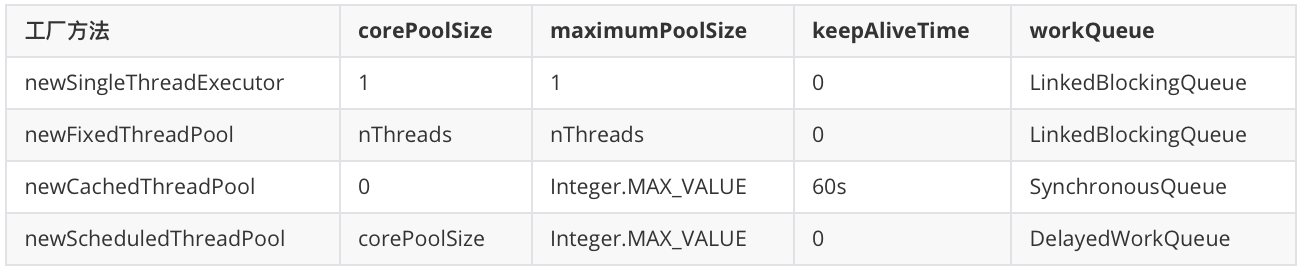 工厂方法 corePoolSize maximumPoolSize keepAliveTime workQueue
newSingleThreadExecutor 1 1 0 LinkedBlockingQueue
newFixedThreadPool nThreads nThreads 0 LinkedBlockingQueue
newCachedThreadPool 0 Integer.MAX_VALUE 60s SynchronousQueue
newScheduledThreadPool corePoolSize Integer.MAX_VALUE 0 DelayedWorkQueue